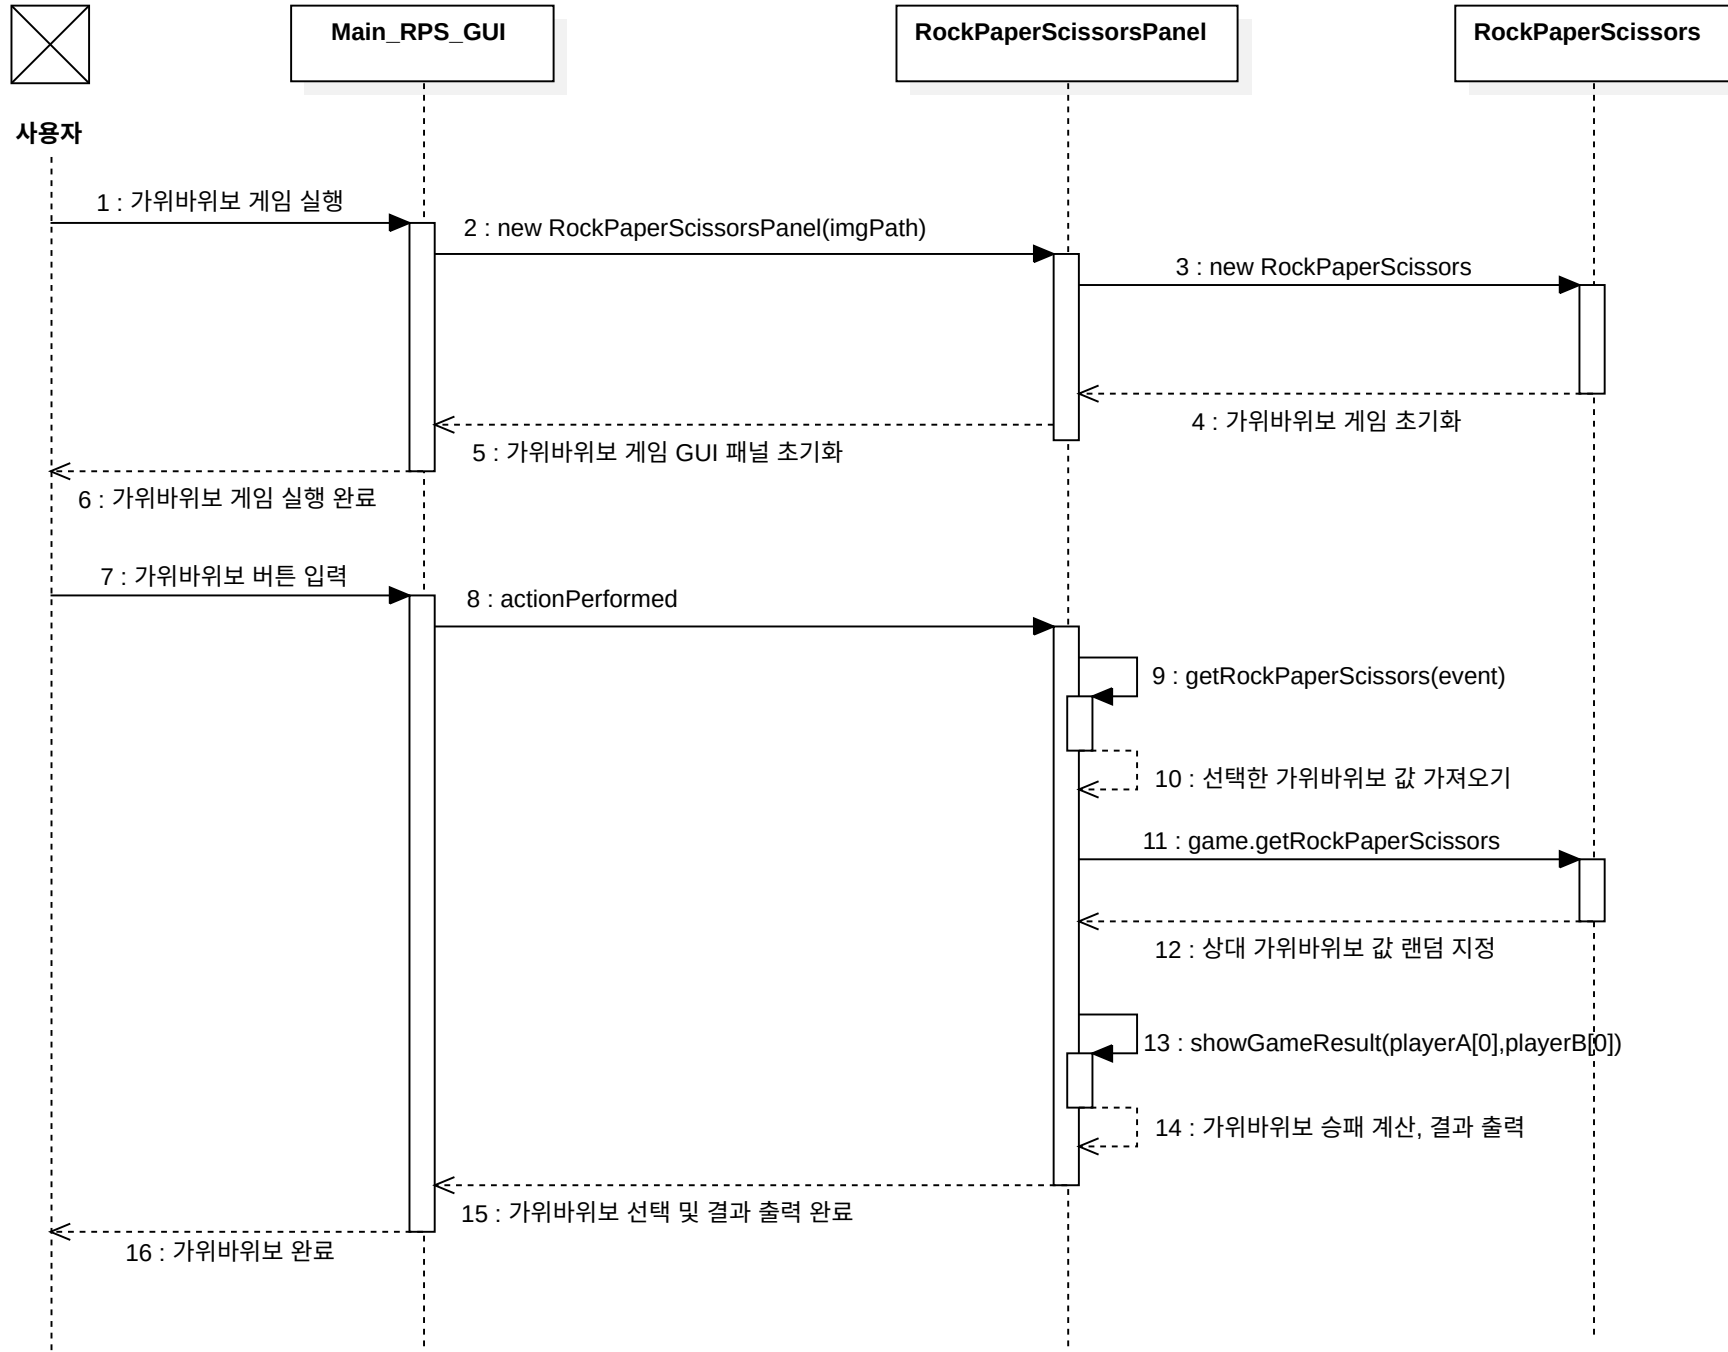 Main_RPS_GUI
RockPaperScissorsPanel
RockPaperScissors
사용자
1 : 가위바위보 게임 실행
2 : new RockPaperScissorsPanel(imgPath)
3 : new RockPaperScissors
4 : 가위바위보 게임 초기화
5 : 가위바위보 게임 GUI 패널 초기화
6 : 가위바위보 게임 실행 완료
7 : 가위바위보 버튼 입력
8 : actionPerformed
9 : getRockPaperScissors(event)
10 : 선택한 가위바위보 값 가져오기
11 : game.getRockPaperScissors
12 : 상대 가위바위보 값 랜덤 지정
13 : showGameResult(playerA[0],playerB[0])
14 : 가위바위보 승패 계산, 결과 출력
15 : 가위바위보 선택 및 결과 출력 완료
16 : 가위바위보 완료